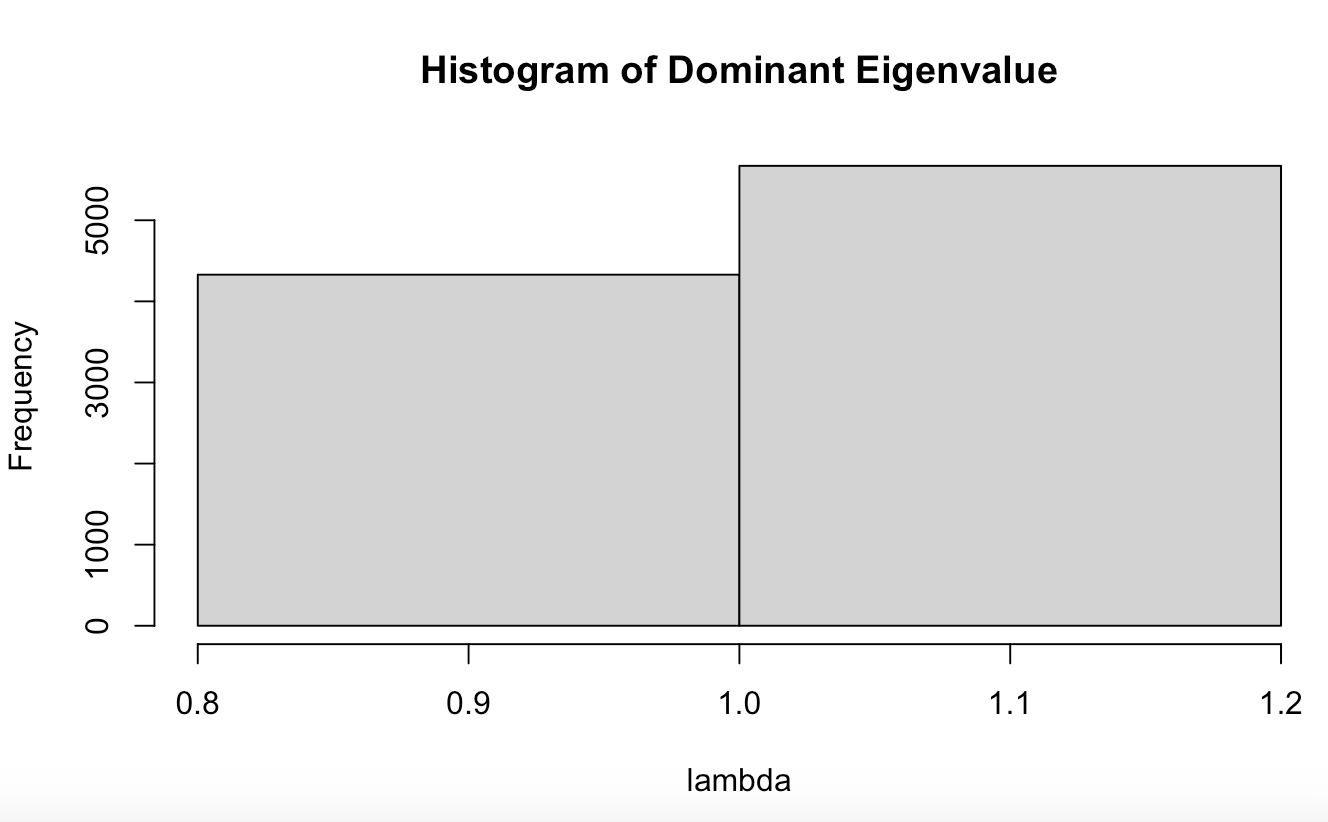 Histogram of Dominant Eigenvalue
Frequency
5000
3000
1000
0
0.8 0.9 1.0 1.1 1.2
lambda